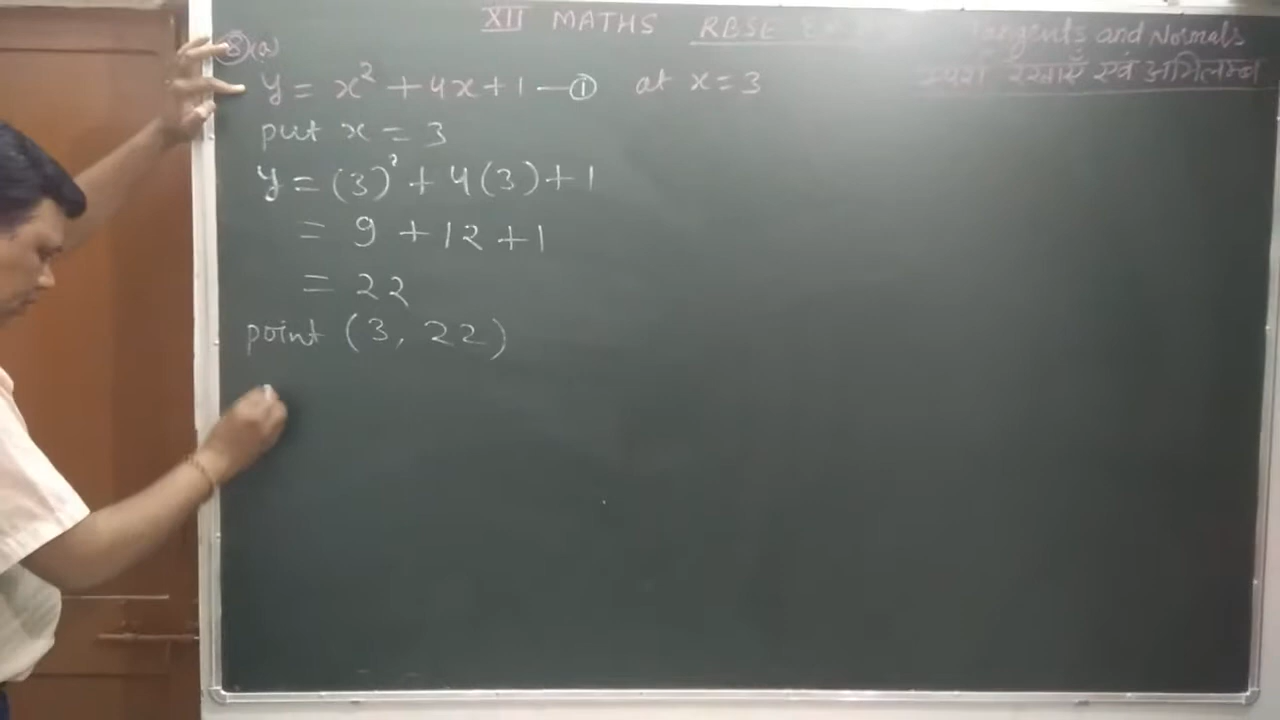 XII MATHS RBSE Tangents and Normals
स्पर्श रेखाएँ एवं अभिलम्ब
8(a)
y = x² + 4x + 1 — ① at x = 3
put x = 3
y = (3)² + 4(3) + 1
= 9 + 12 + 1
= 22
point (3, 22)